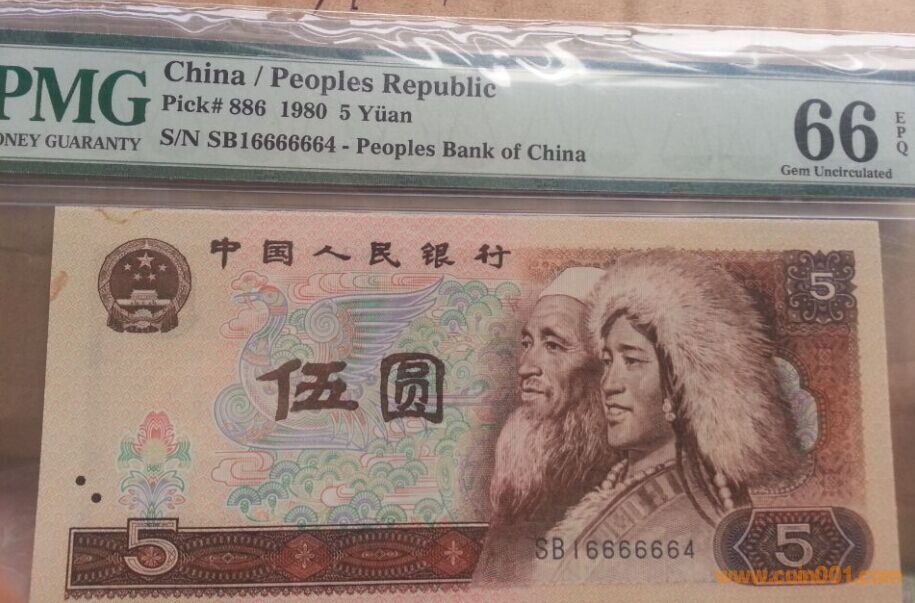 PMG
ONEY GUARANTY
China / Peoples Republic
Pick# 886 1980 5 Yüan
S/N SB16666664 - Peoples Bank of China
66
EPQ
Gem Uncirculated
中国人民银行
5
伍圆
5
SB16666664
5
www.cnm001.com